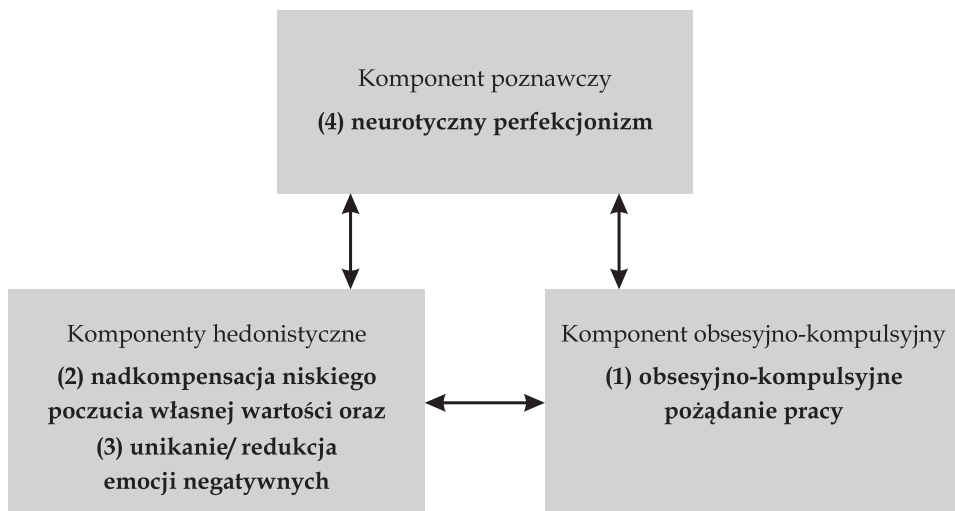 Komponent poznawczy
(4) neurotyczny perfekcjonizm
Komponenty hedonistyczne
(2) nadkompensacja niskiego
poczucia własnej wartości oraz
(3) unikanie/ redukcja
emocji negatywnych
Komponent obsesyjno-kompulsyjny
(1) obsesyjno-kompulsyjne
pożądanie pracy